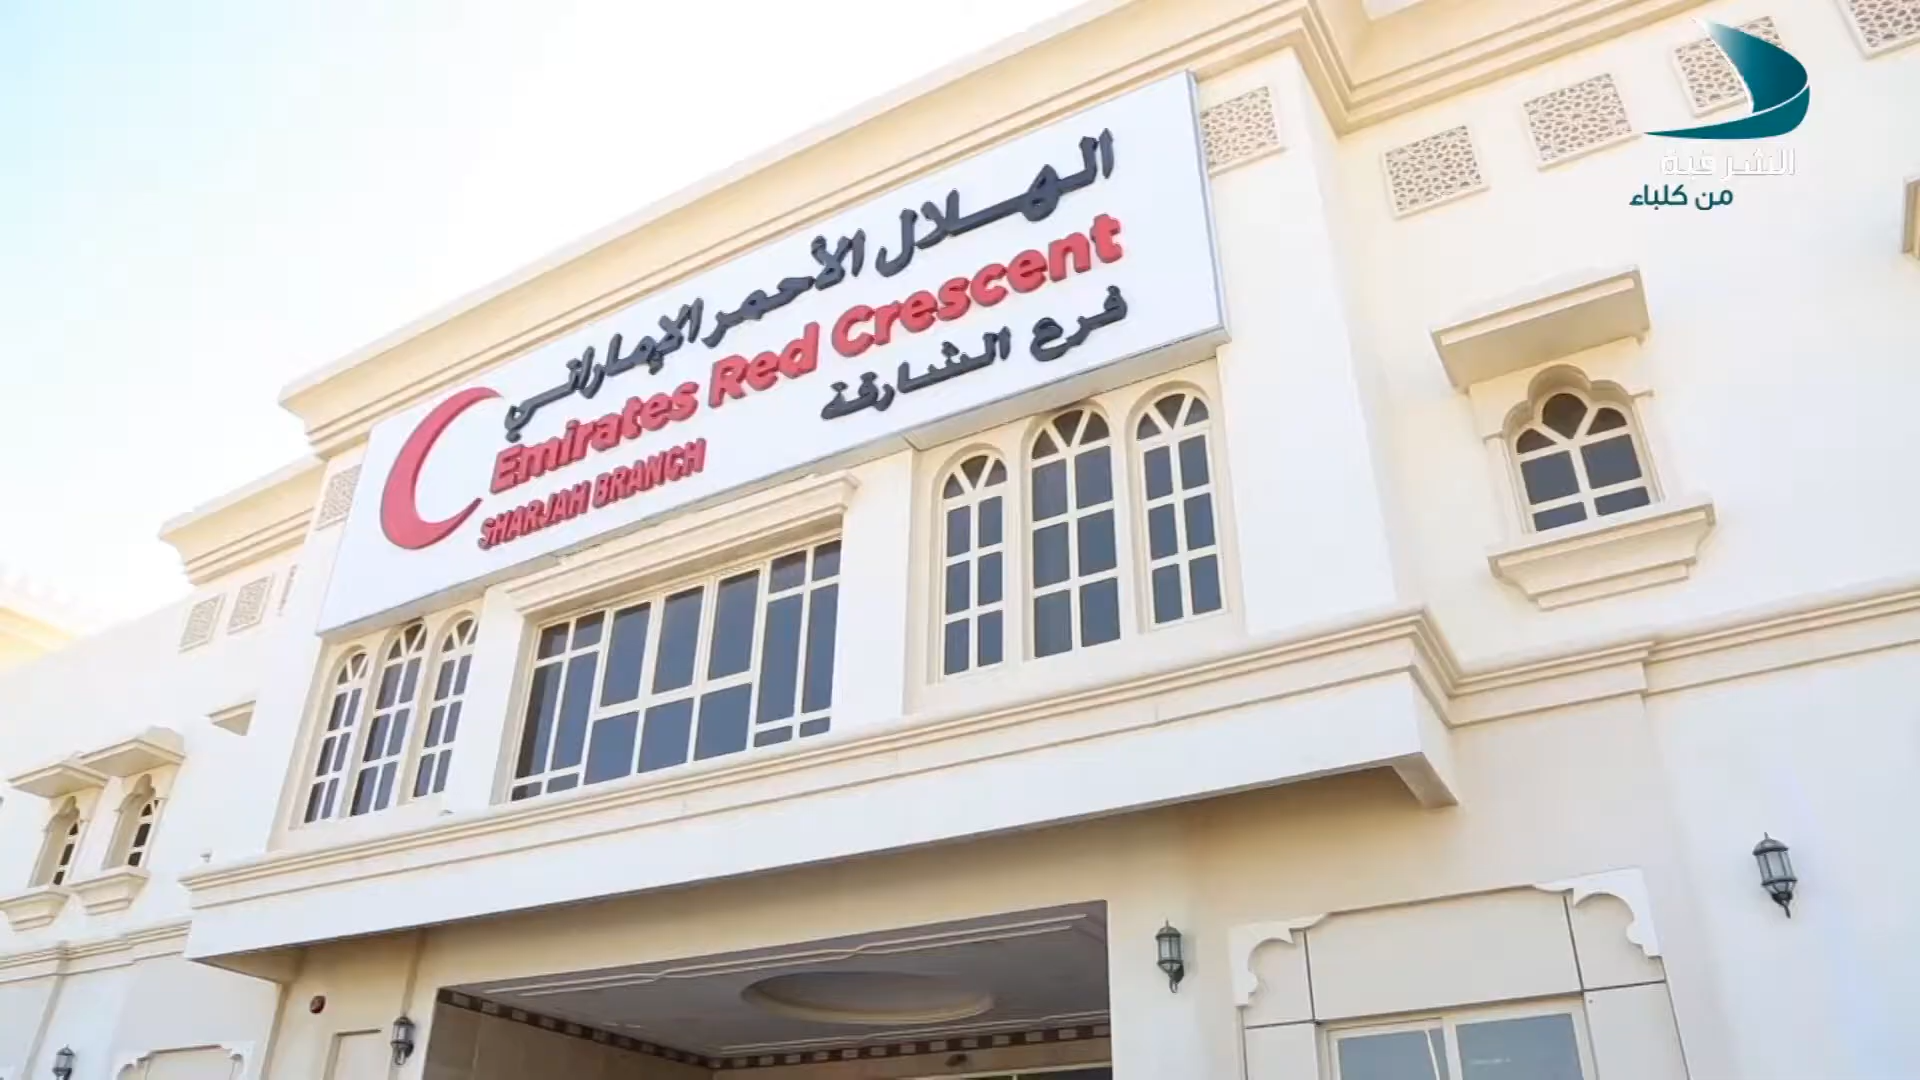 الهلال الأحمر الإماراتي
Emirates Red Crescent
فرع الشارقة
SHARJAH BRANCH
الشرقية
من كلباء